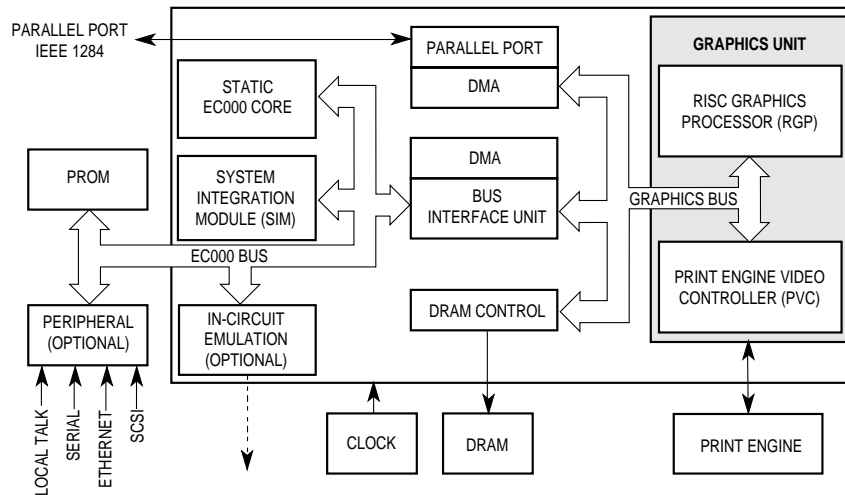 PARALLEL PORT
IEEE 1284
PARALLEL PORT
DMA
GRAPHICS UNIT
STATIC
EC000 CORE
RISC GRAPHICS
PROCESSOR (RGP)
PROM
SYSTEM
INTEGRATION
MODULE (SIM)
DMA
BUS
INTERFACE UNIT
GRAPHICS BUS
EC000 BUS
PRINT ENGINE VIDEO
CONTROLLER (PVC)
PERIPHERAL
(OPTIONAL)
IN-CIRCUIT
EMULATION
(OPTIONAL)
DRAM CONTROL
LOCAL TALK
SERIAL
ETHERNET
SCSI
CLOCK
DRAM
PRINT ENGINE